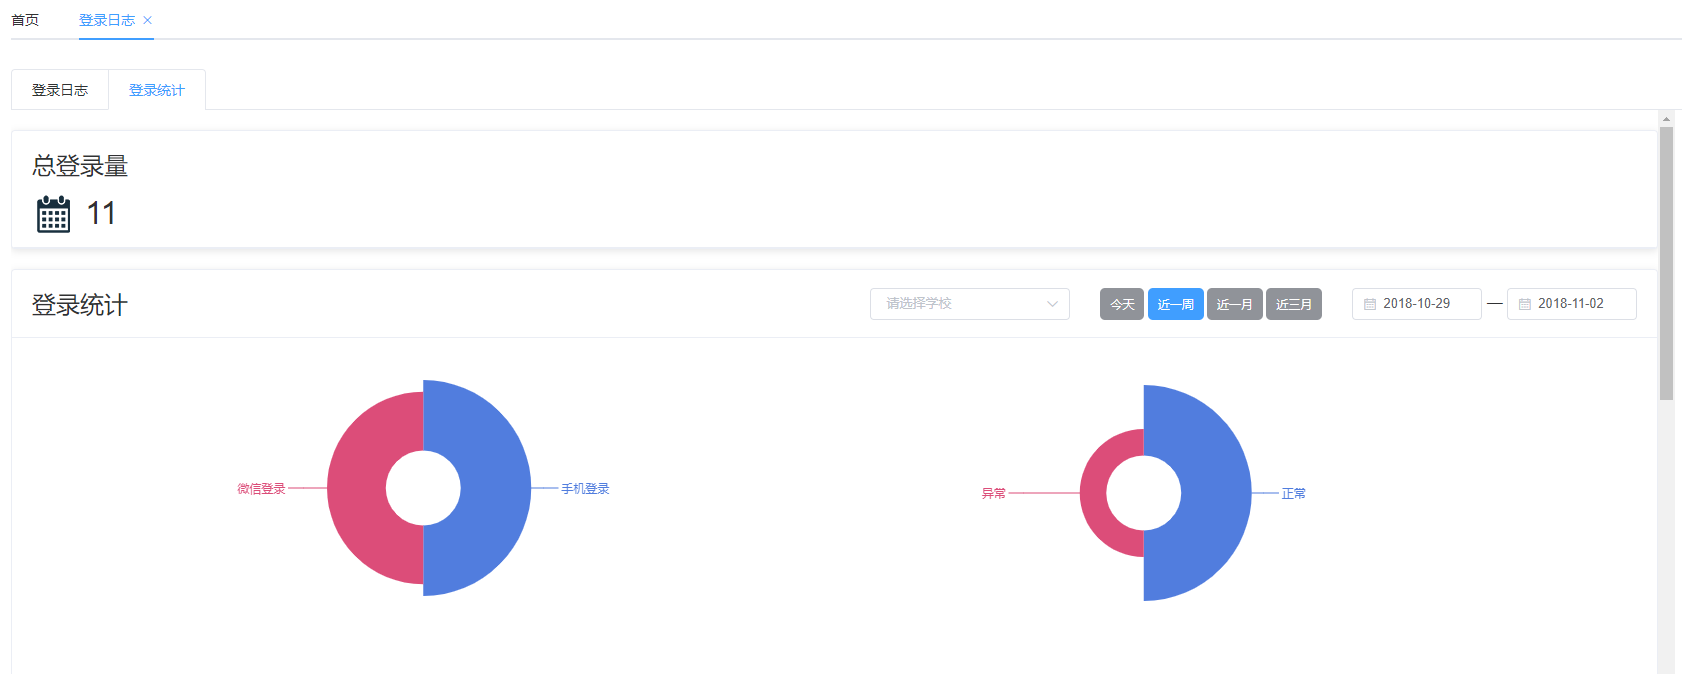 首页
登录日志
登录日志
登录统计
总登录量
11
登录统计
请选择学校
今天
近一周
近一月
近三月
2018-10-29 — 2018-11-02
微信登录
手机登录
异常
正常